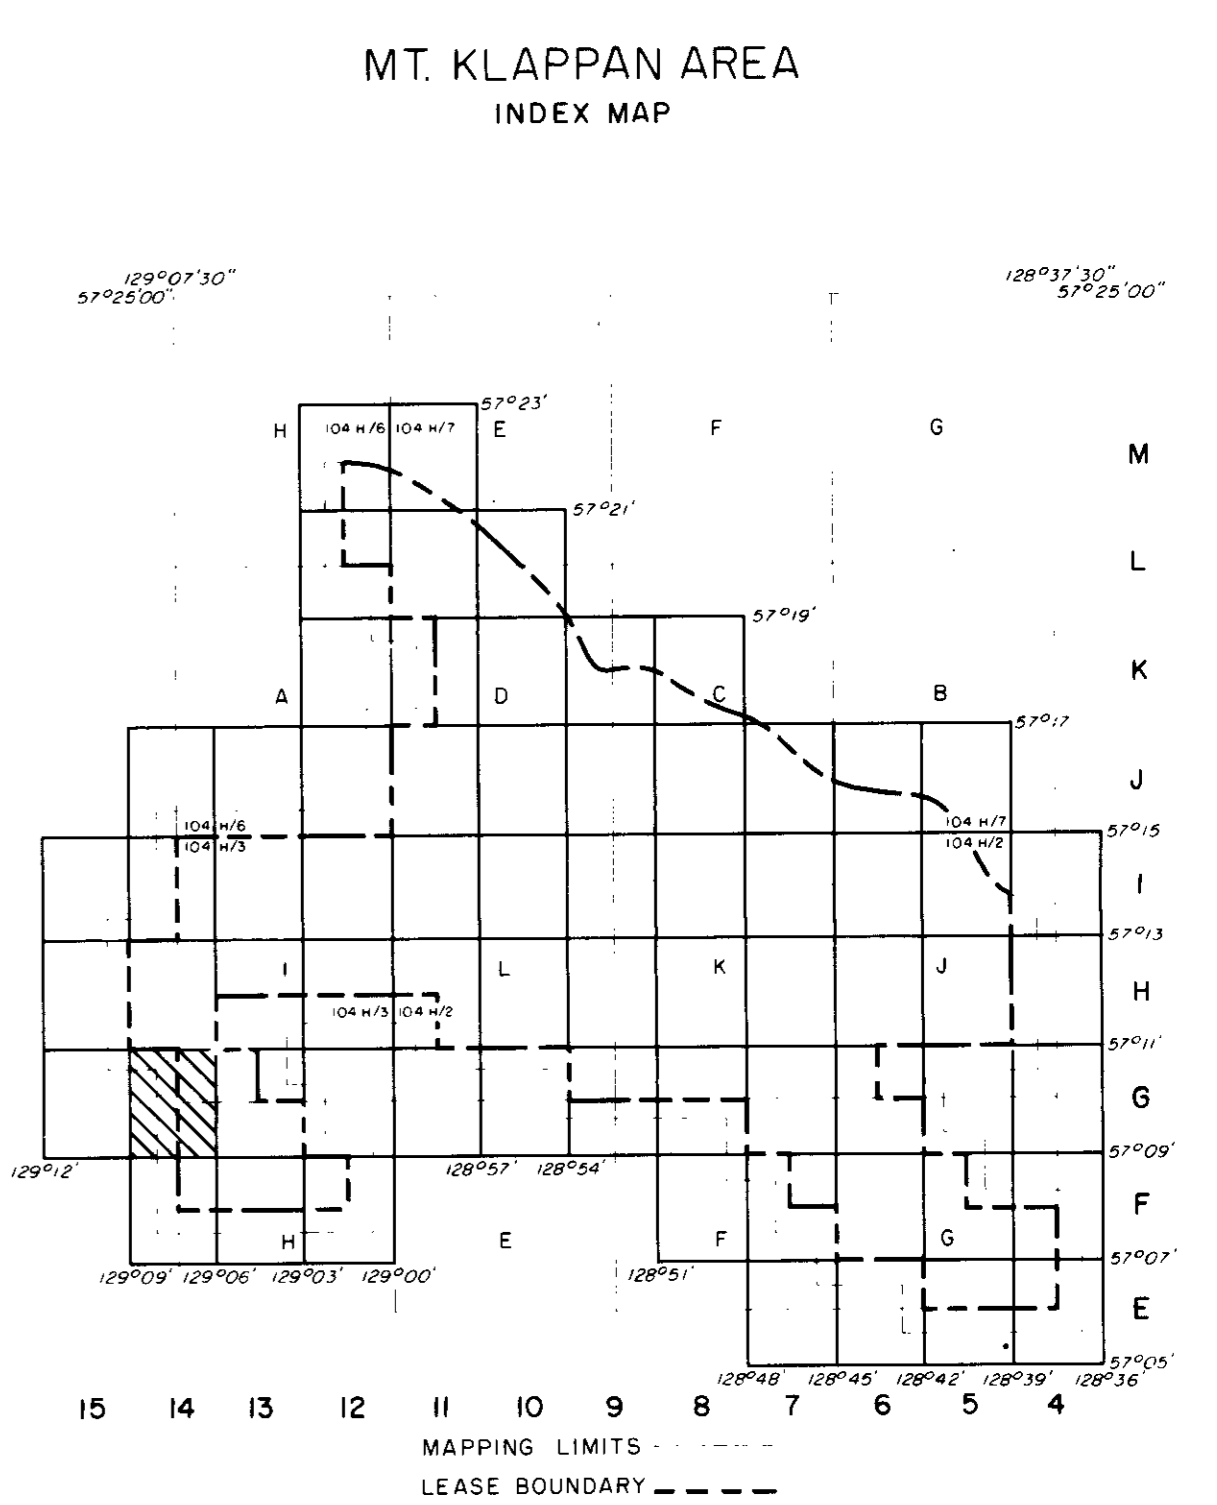 MT. KLAPPAN AREA
INDEX MAP
129°07'30"
128°37'30"
57°25'00"
57°25'00"
57°23'
H
104 H/6
104 H/7
E
F
G
M
57°21'
L
57°19'
K
A
D
C
B
57°17
J
104 H/6
104 H/7
57°15
104 H/3
104 H/2
I
57°13
I
L
K
J
H
104 H/3
104 H/2
57°11'
G
57°09'
129°12'
128°57'
128°54'
F
H
E
F
G
57°07'
129°09'
129°06'
129°03'
129°00'
128°51'
E
57°05'
128°48'
128°45'
128°42'
128°39'
128°36'
15 14 13 12 11 10 9 8 7 6 5 4
MAPPING LIMITS
LEASE BOUNDARY